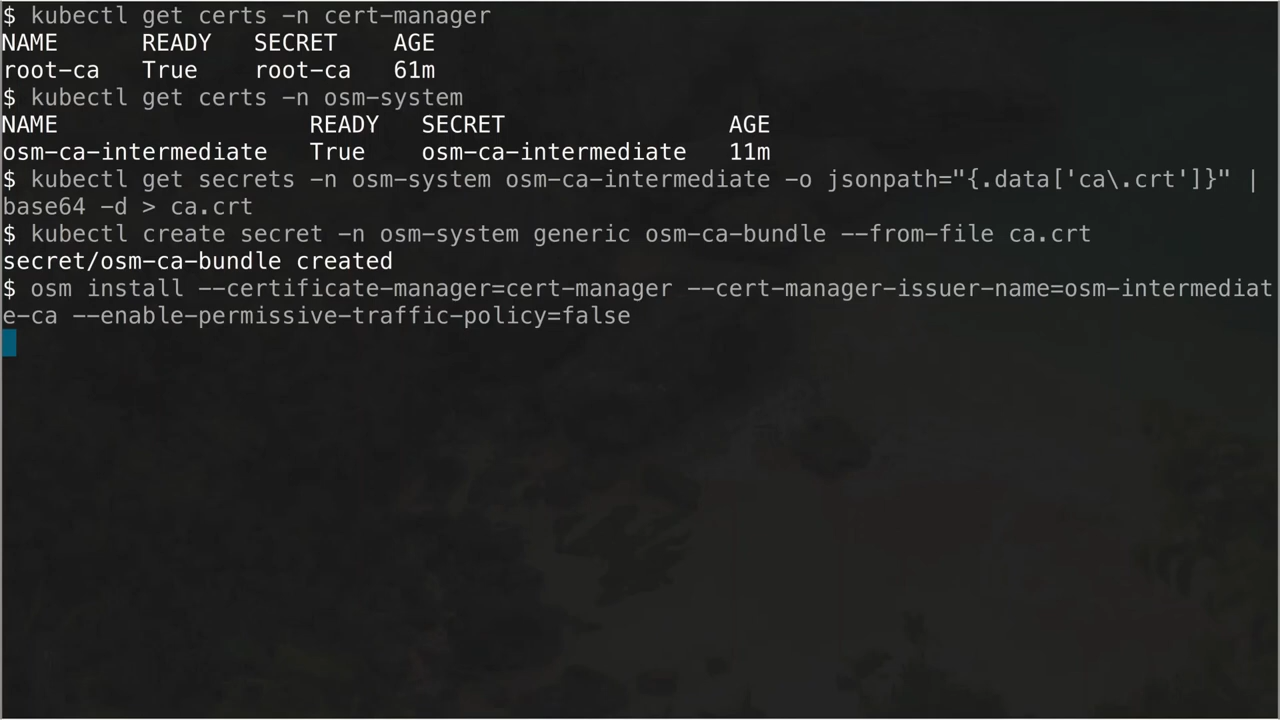 $ kubectl get certs -n cert-manager
NAME      READY   SECRET    AGE
root-ca   True    root-ca   61m
$ kubectl get certs -n osm-system
NAME                  READY   SECRET                AGE
osm-ca-intermediate   True    osm-ca-intermediate   11m
$ kubectl get secrets -n osm-system osm-ca-intermediate -o jsonpath="{.data['ca\.crt']}" |
base64 -d > ca.crt
$ kubectl create secret -n osm-system generic osm-ca-bundle --from-file ca.crt
secret/osm-ca-bundle created
$ osm install --certificate-manager=cert-manager --cert-manager-issuer-name=osm-intermediat
e-ca --enable-permissive-traffic-policy=false